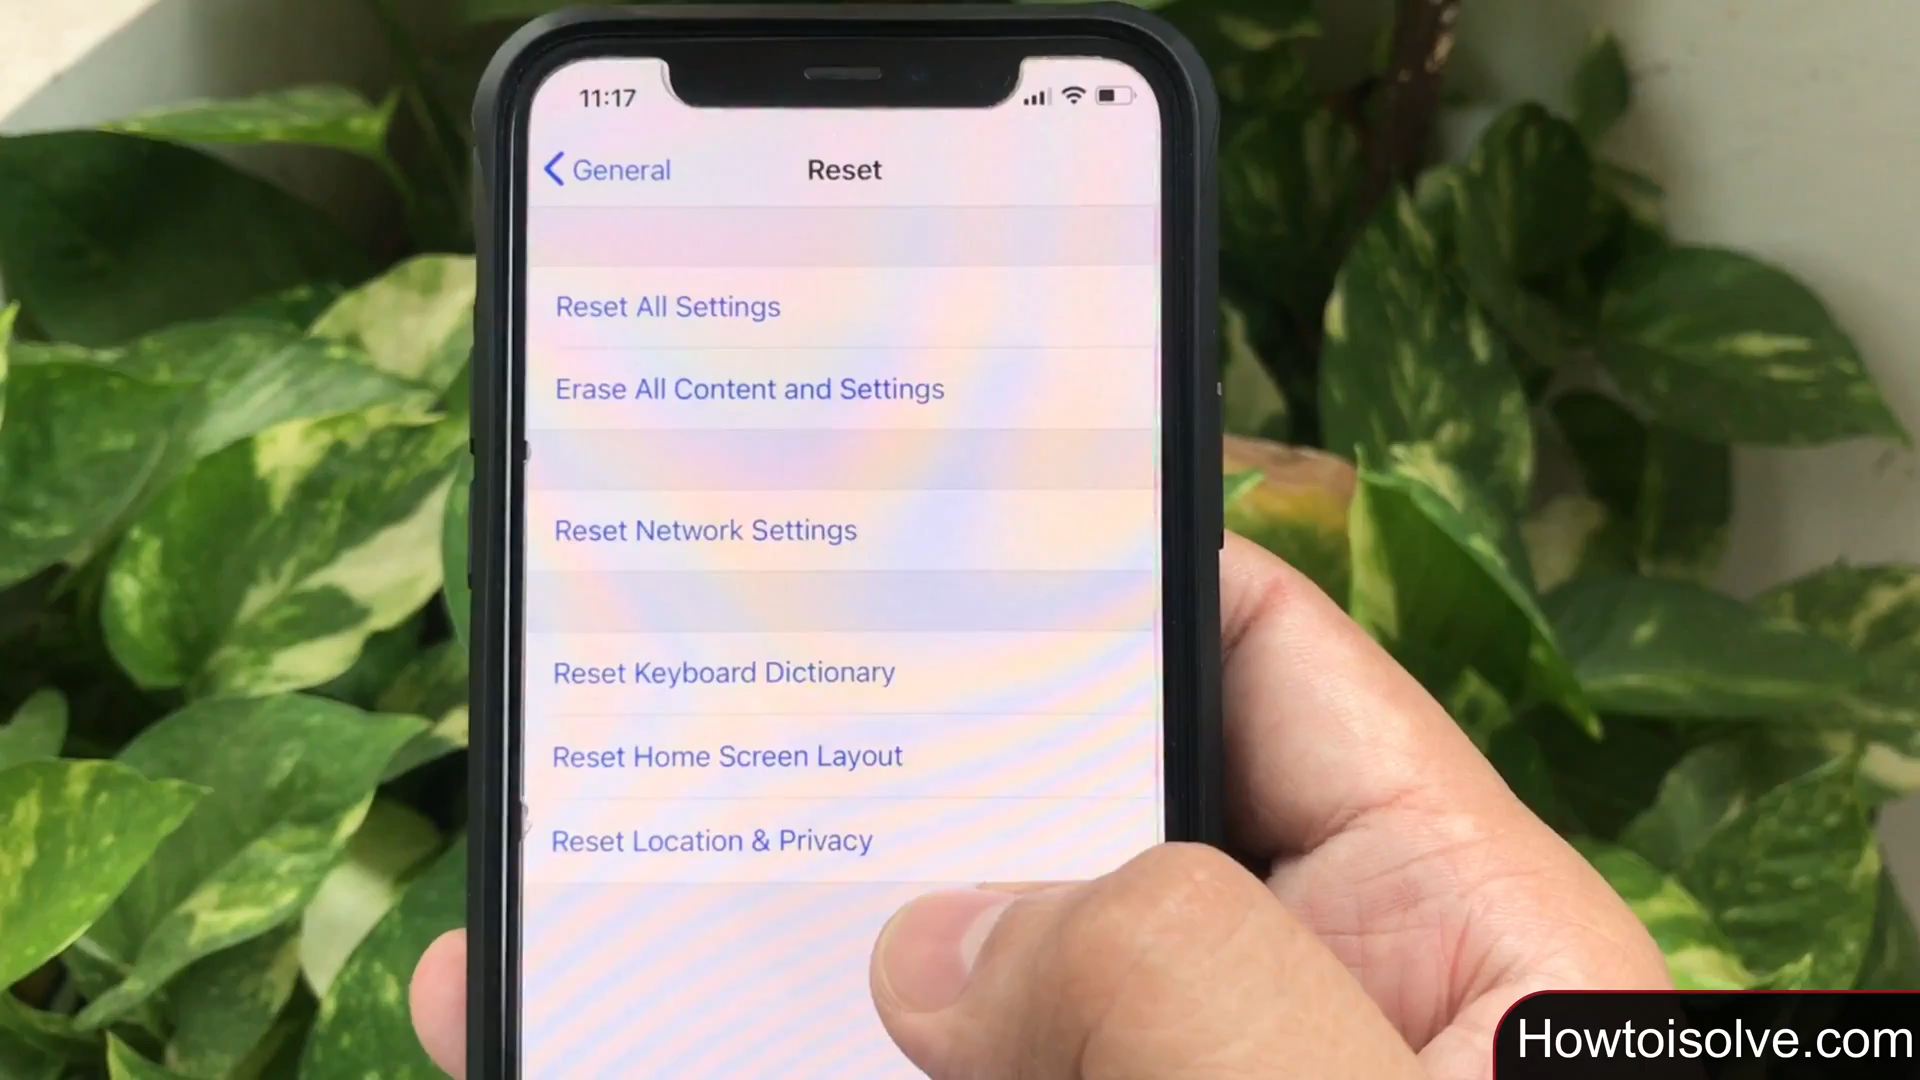 11:17
General
Reset
Reset All Settings
Erase All Content and Settings
Reset Network Settings
Reset Keyboard Dictionary
Reset Home Screen Layout
Reset Location & Privacy
Howtoisolve.com